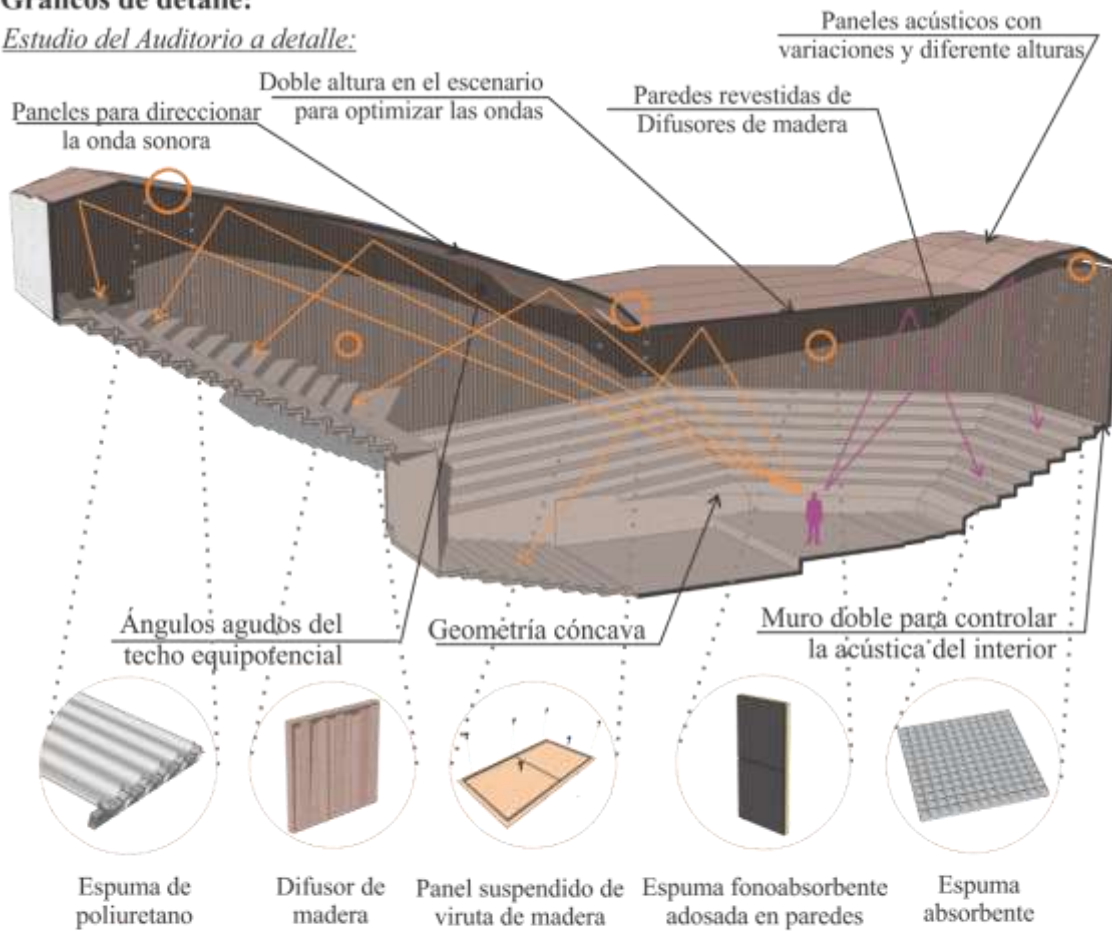 Gráficos de detalle:
Estudio del Auditorio a detalle:
Paneles acústicos con
variaciones y diferente alturas
Doble altura en el escenario
para optimizar las ondas
Paredes revestidas de
Difusores de madera
Paneles para direccionar
la onda sonora
Ángulos agudos del
techo equipotencial
Geometría cóncava
Muro doble para controlar
la acústica del interior
Espuma de
poliuretano
Difusor de
madera
Panel suspendido de
viruta de madera
Espuma fonoabsorbente
adosada en paredes
Espuma
absorbente